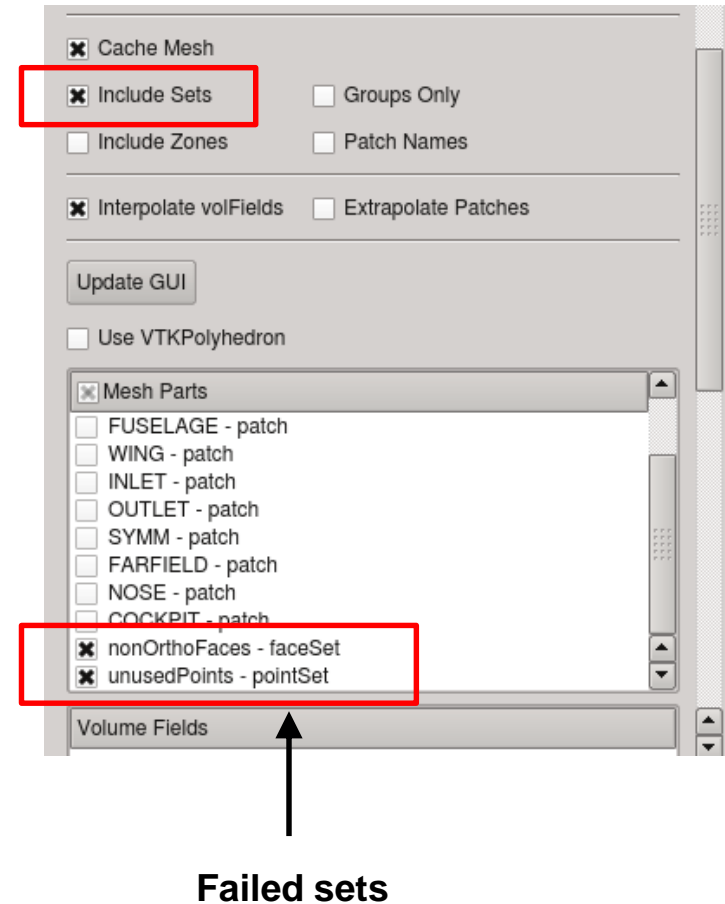 Cache Mesh
Include Sets Groups Only
Include Zones Patch Names
Interpolate volFields Extrapolate Patches
Update GUI
Use VTKPolyhedron
Mesh Parts
FUSELAGE - patch
WING - patch
INLET - patch
OUTLET - patch
SYMM - patch
FARFIELD - patch
NOSE - patch
COCKPIT - patch
nonOrthoFaces - faceSet
unusedPoints - pointSet
Volume Fields
Failed sets